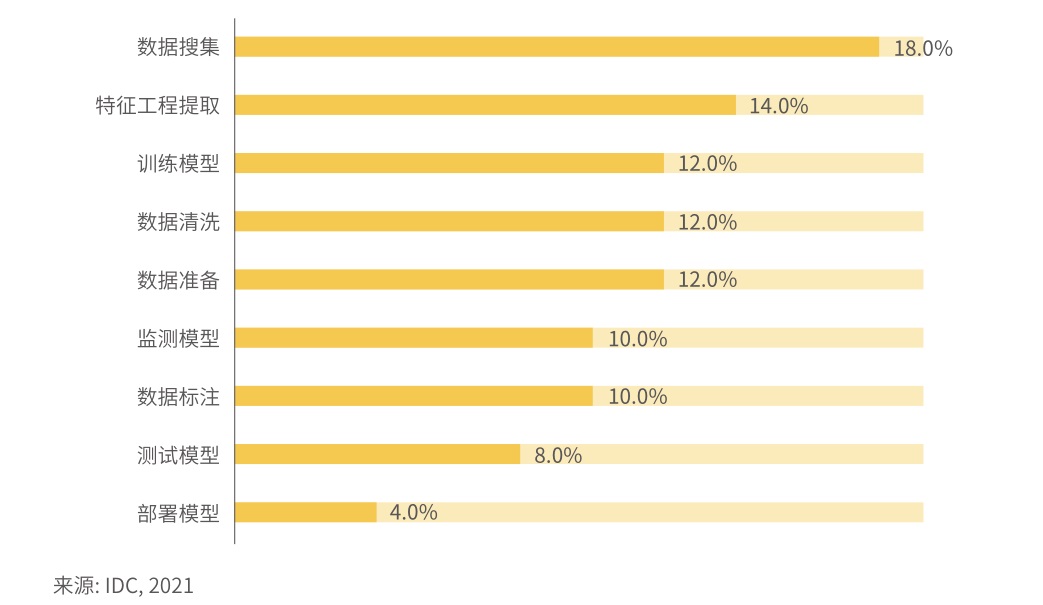 数据搜集 18.0%
特征工程提取 14.0%
训练模型 12.0%
数据清洗 12.0%
数据准备 12.0%
监测模型 10.0%
数据标注 10.0%
测试模型 8.0%
部署模型 4.0%
来源: IDC, 2021